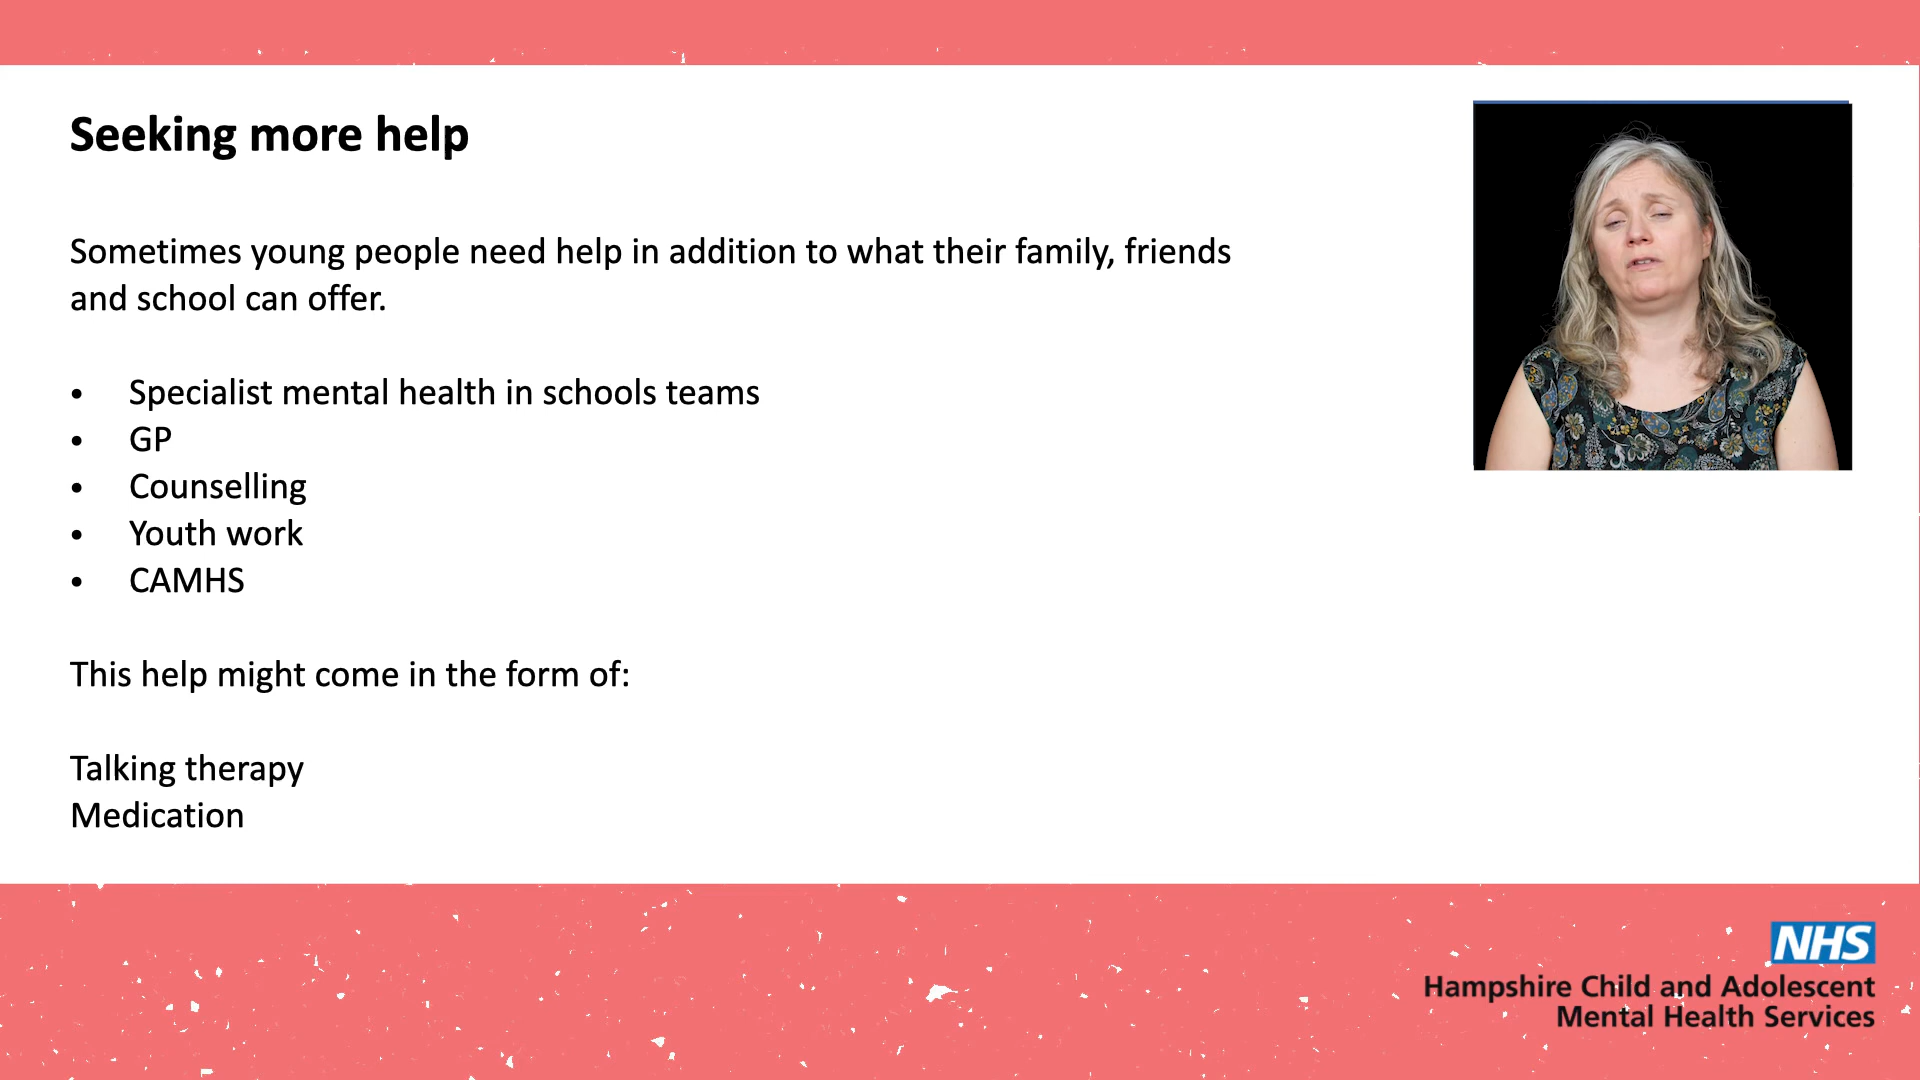 Seeking more help
Sometimes young people need help in addition to what their family, friends
and school can offer.
• Specialist mental health in schools teams
• GP
• Counselling
• Youth work
• CAMHS
This help might come in the form of:
Talking therapy
Medication
NHS
Hampshire Child and Adolescent
Mental Health Services